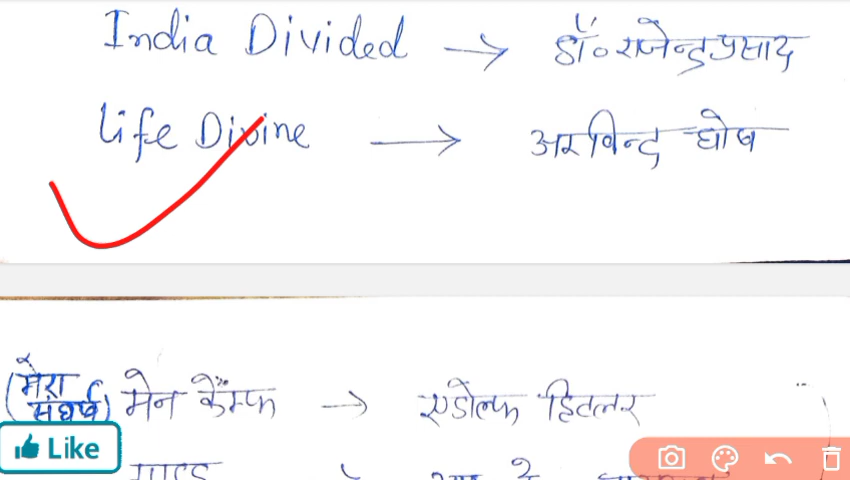 India Divided → डॉ० राजेन्द्र प्रसाद
Life Divine → अरविन्द घोष
(मेरा संघर्ष) मेन कैम्फ → एडोल्फ हिटलर
Like